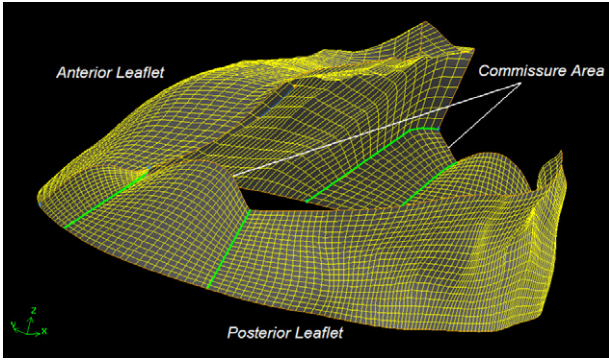 Anterior Leaflet
Commissure Area
Posterior Leaflet
z
y
x